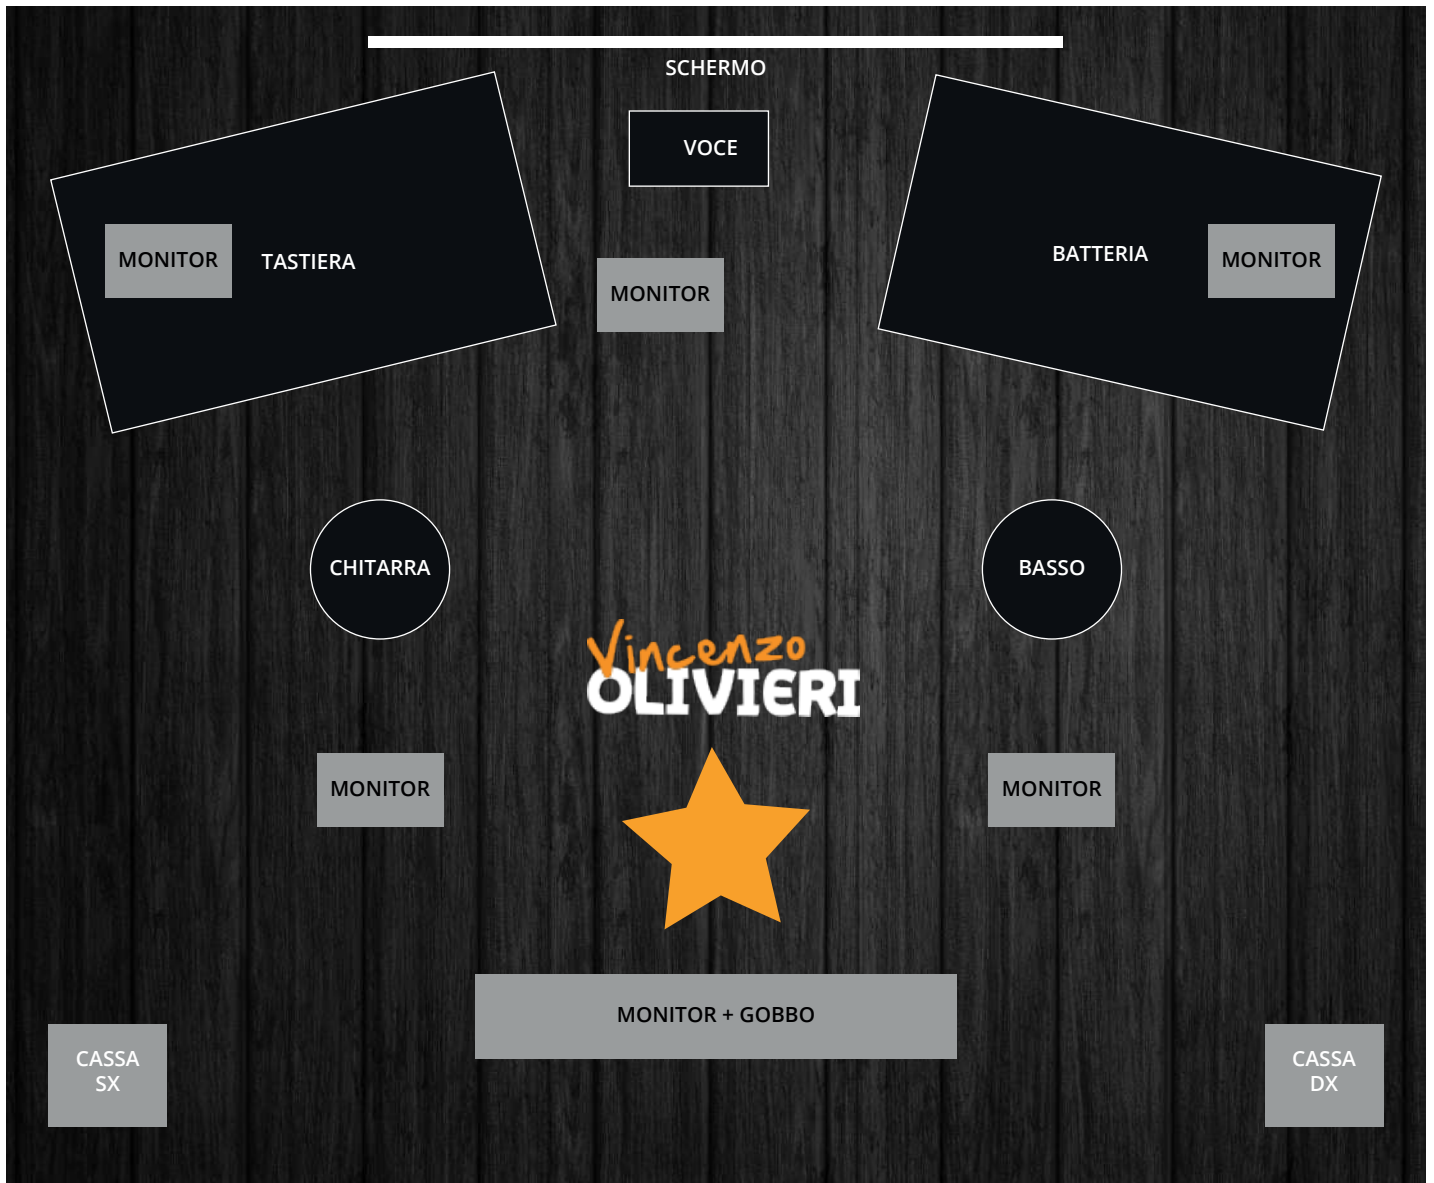 SCHERMO
VOCE
MONITOR
TASTIERA
MONITOR
BATTERIA
MONITOR
CHITARRA
BASSO
Vincenzo
OLIVIERI
MONITOR
MONITOR
MONITOR + GOBBO
CASSA
SX
CASSA
DX